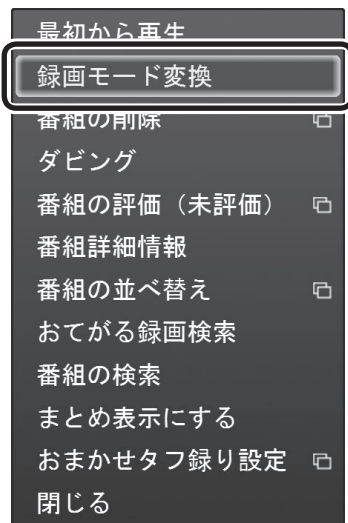 最初から再生
録画モード変換
番組の削除
ダビング
番組の評価（未評価）
番組詳細情報
番組の並べ替え
おてがる録画検索
番組の検索
まとめ表示にする
おまかせタフ録り設定
閉じる